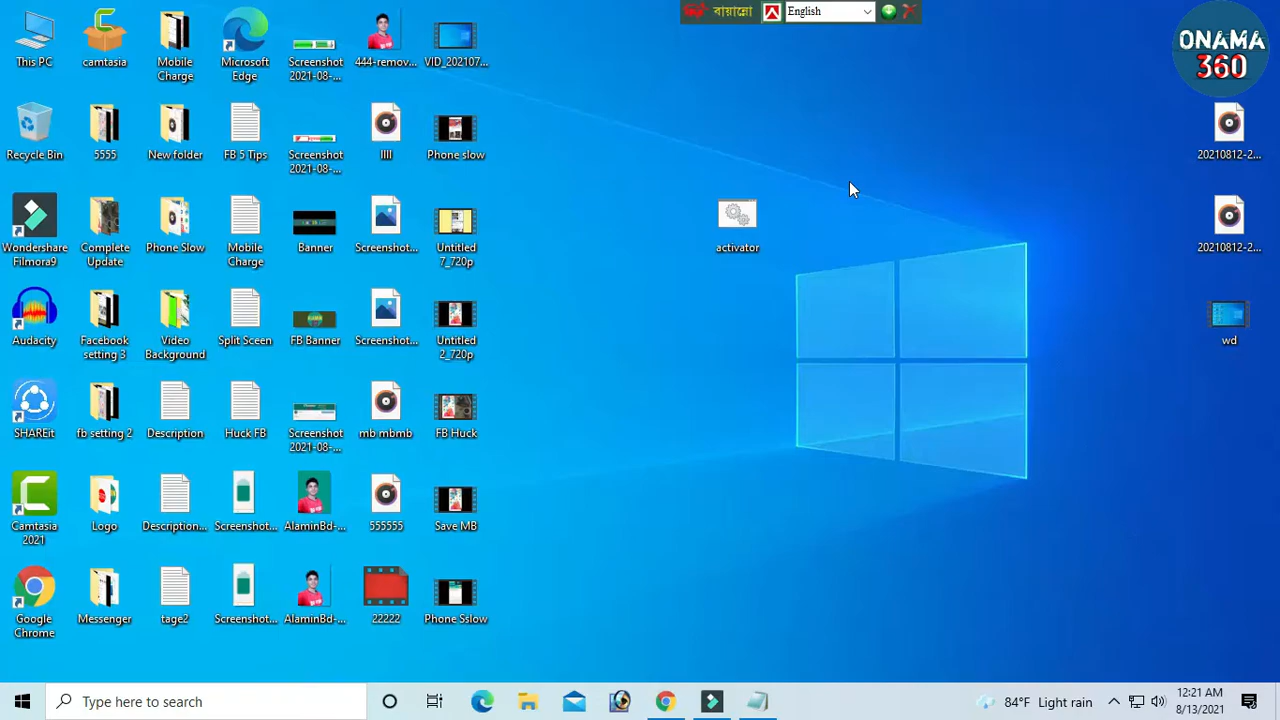 বায়ান্নো
English
ONAMA
360
This PC
camtasia
Mobile
Charge
Microsoft
Edge
Screenshot
2021-08-...
444-remov...
VID_202107...
Recycle Bin
5555
New folder
FB 5 Tips
Screenshot
2021-08-...
llll
Phone slow
20210812-2...
Wondershare
Filmora9
Complete
Update
Phone Slow
Mobile
Charge
Banner
Screenshot...
Untitled
7_720p
activator
20210812-2...
Audacity
Facebook
setting 3
Video
Background
Split Sceen
FB Banner
Screenshot...
Untitled
2_720p
wd
SHAREit
fb setting 2
Description
Huck FB
Screenshot
2021-08-...
mb mbmb
FB Huck
Camtasia
2021
Logo
Description...
Screenshot...
AlaminBd-...
555555
Save MB
Google
Chrome
Messenger
tage2
Screenshot...
AlaminBd-...
22222
Phone Sslow
Type here to search
84°F Light rain
12:21 AM
8/13/2021